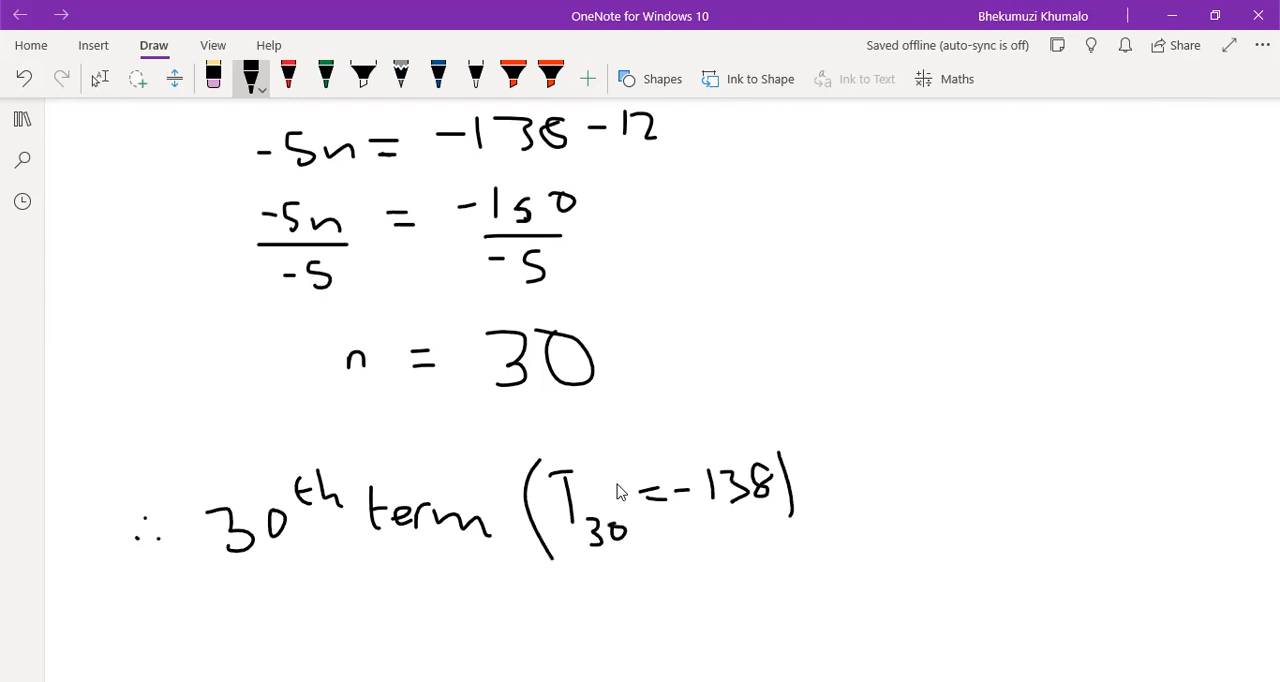 OneNote for Windows 10
Bhekumuzi Khumalo
Home Insert Draw View Help
Saved offline (auto-sync is off) Share
Shapes Ink to Shape Ink to Text Maths
-5n = -138 - 12
-5n/-5 = -150/-5
n = 30
∴ 30th term (T30 = -138)